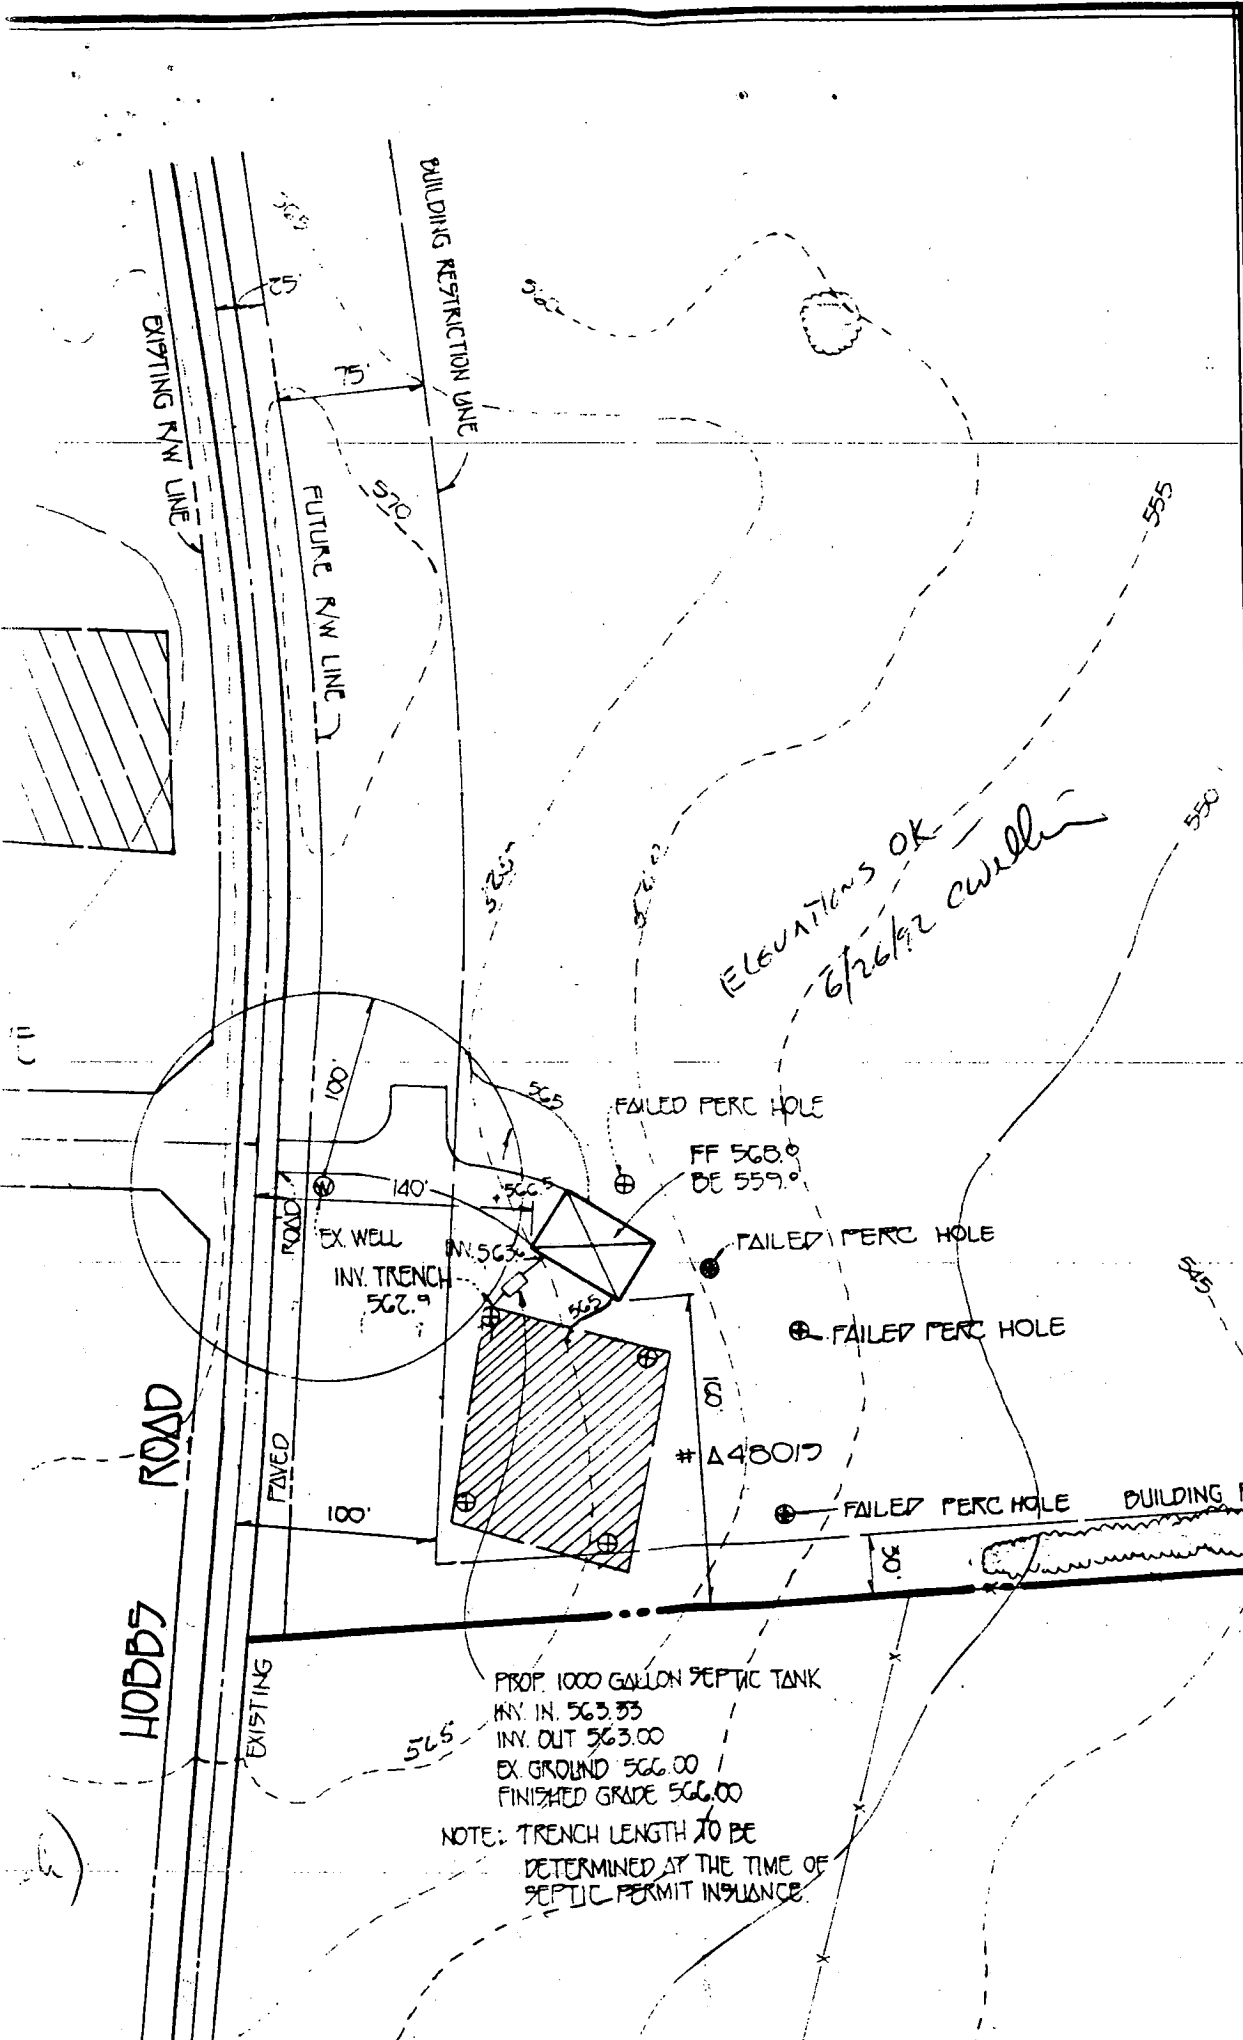 BUILDING RESTRICTION LINE
25'
EXISTING R/W LINE
75'
570
FUTURE R/W LINE
555
550
ELEVATIONS OK
6/26/92
100'
565
FAILED PERC HOLE
FF 568.0
BE 559.0
140'
566.5
ROAD
EX. WELL
FAILED PERC HOLE
INV. TRENCH
562.9
565
545
FAILED PERC HOLE
ROAD
# A48019
PAVED
100'
FAILED PERC HOLE
BUILDING
30'
HOBBS
EXISTING
PROP. 1000 GALLON SEPTIC TANK
INV. IN. 563.33
INV. OUT 563.00
565
EX. GROUND 566.00
FINISHED GRADE 566.00
NOTE: TRENCH LENGTH TO BE
DETERMINED AT THE TIME OF
SEPTIC PERMIT INSUANCE.